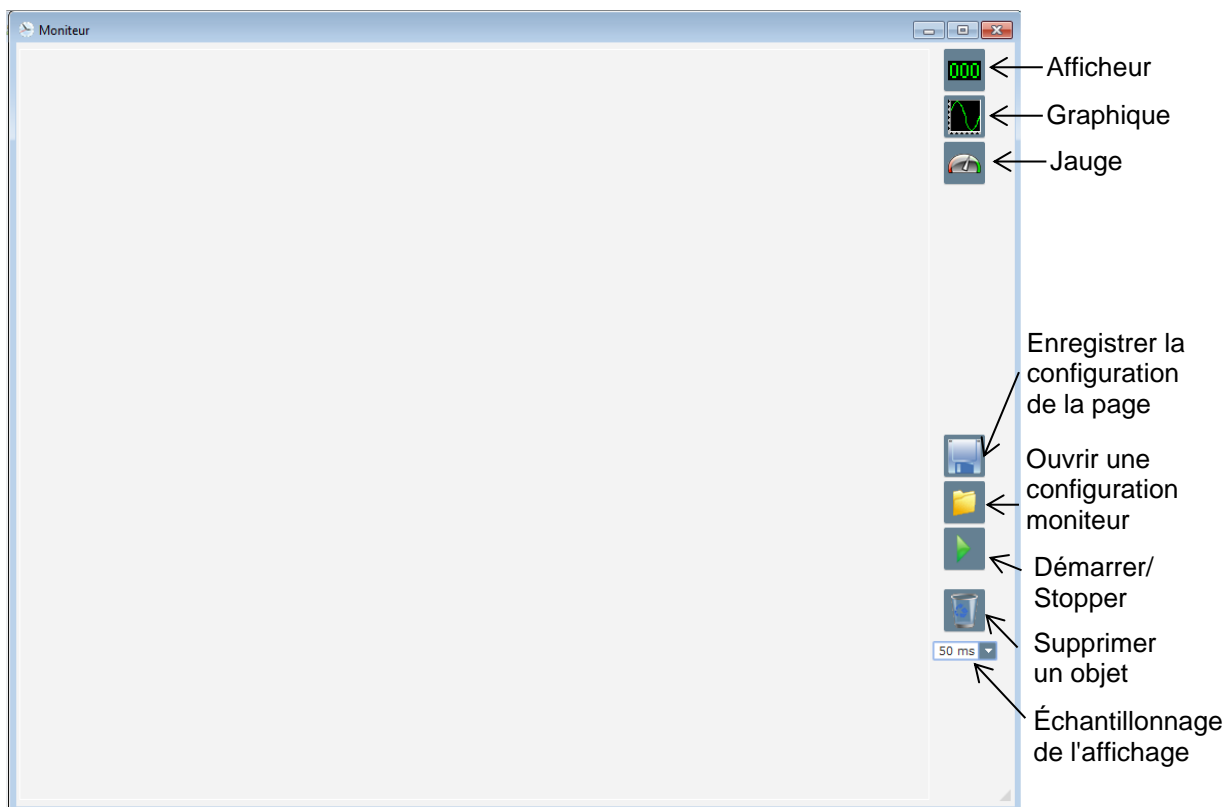 Moniteur
000
Afficheur
Graphique
Jauge
Enregistrer la
configuration
de la page
Ouvrir une
configuration
moniteur
Démarrer/
Stopper
Supprimer
un objet
50 ms
Échantillonnage
de l'affichage